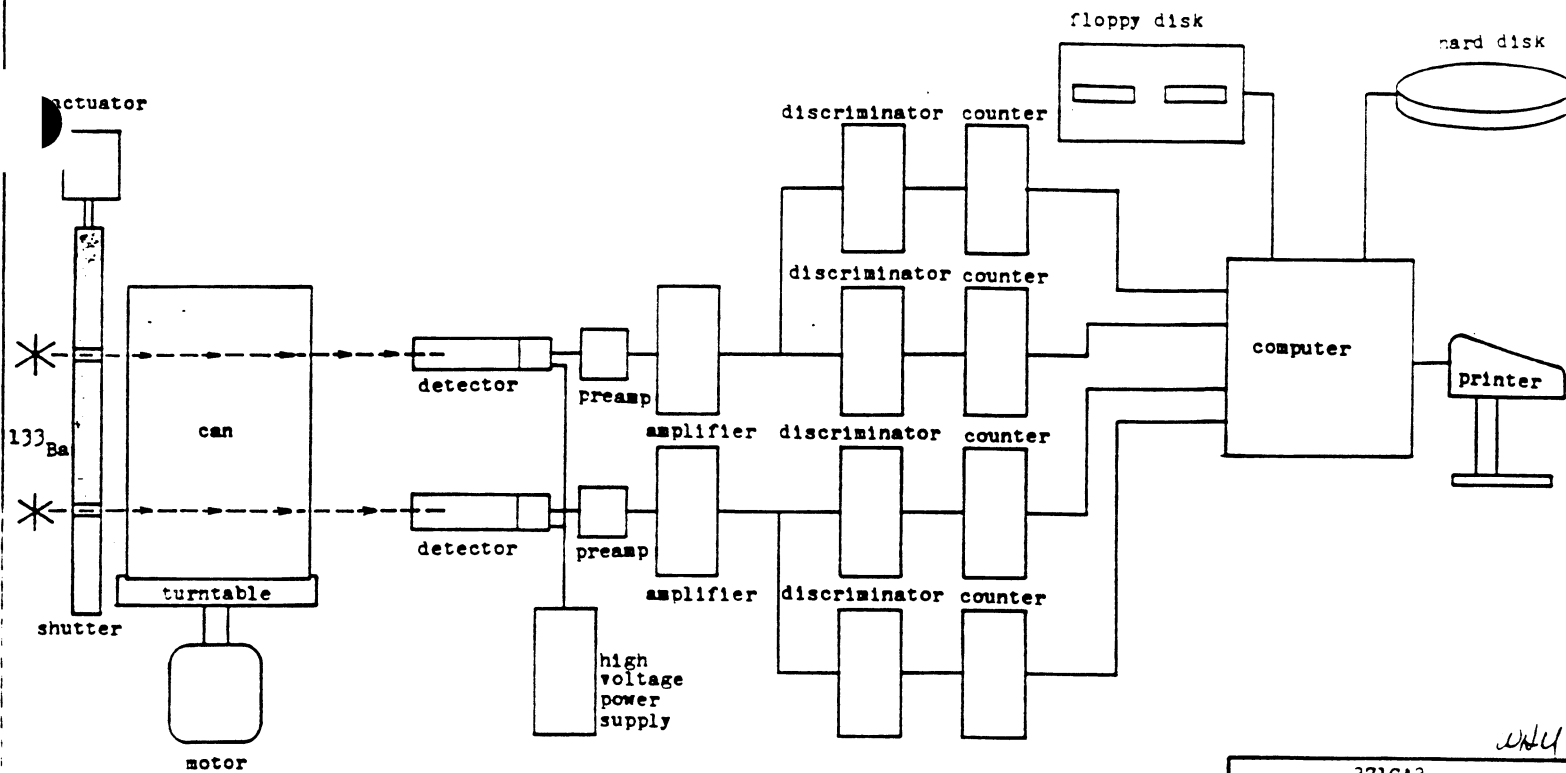 floppy disk
hard disk
actuator
discriminator counter
discriminator counter
computer
printer
detector
preamp
133Ba
can
amplifier discriminator counter
detector
preamp
turntable
amplifier discriminator counter
shutter
high
voltage
power
supply
motor